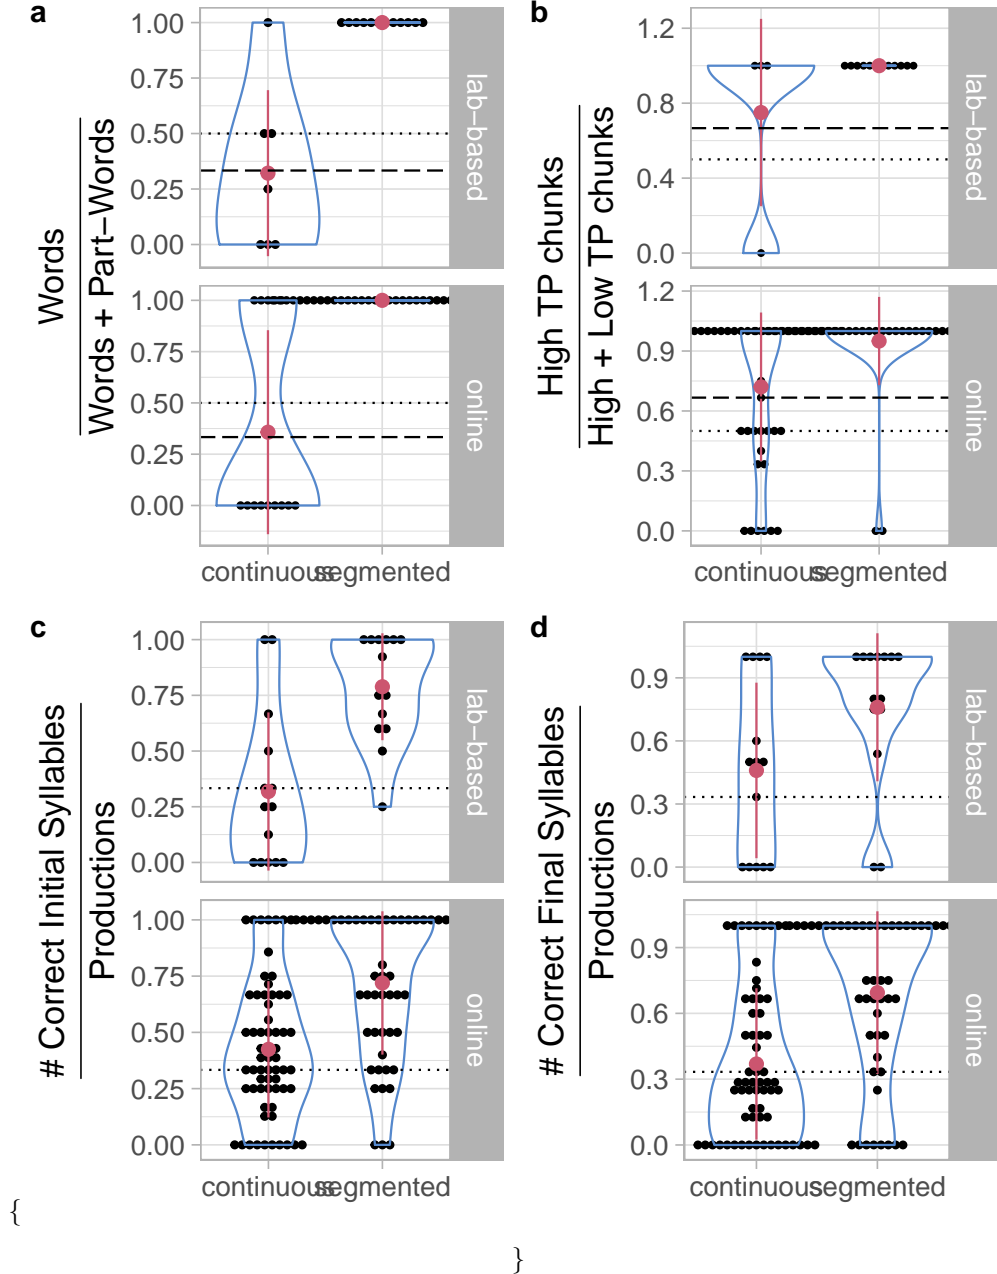 a
Words
Words + Part−Words
1.00
0.75
0.50
0.25
0.00
lab−based
1.00
0.75
0.50
0.25
0.00
online
continuous
segmented
b
High TP chunks
High + Low TP chunks
1.2
0.8
0.4
0.0
lab−based
1.2
0.9
0.6
0.3
0.0
online
continuous
segmented
c
# Correct Initial Syllables
Productions
1.00
0.75
0.50
0.25
0.00
lab−based
1.00
0.75
0.50
0.25
0.00
online
continuous
segmented
d
# Correct Final Syllables
Productions
0.9
0.6
0.3
0.0
lab−based
0.9
0.6
0.3
0.0
online
continuous
segmented
{
}